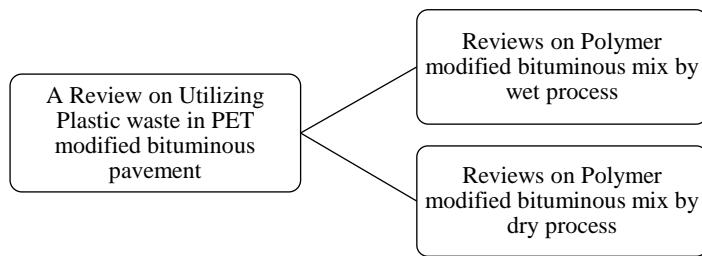 A Review on Utilizing
Plastic waste in PET
modified bituminous
pavement
Reviews on Polymer
modified bituminous mix by
wet process
Reviews on Polymer
modified bituminous mix by
dry process